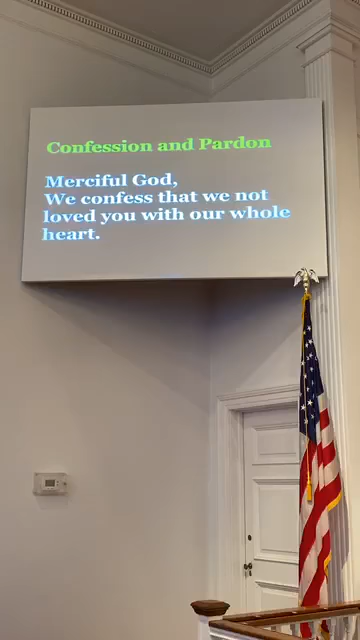 Confession and Pardon
Merciful God,
We confess that we not
loved you with our whole
heart.